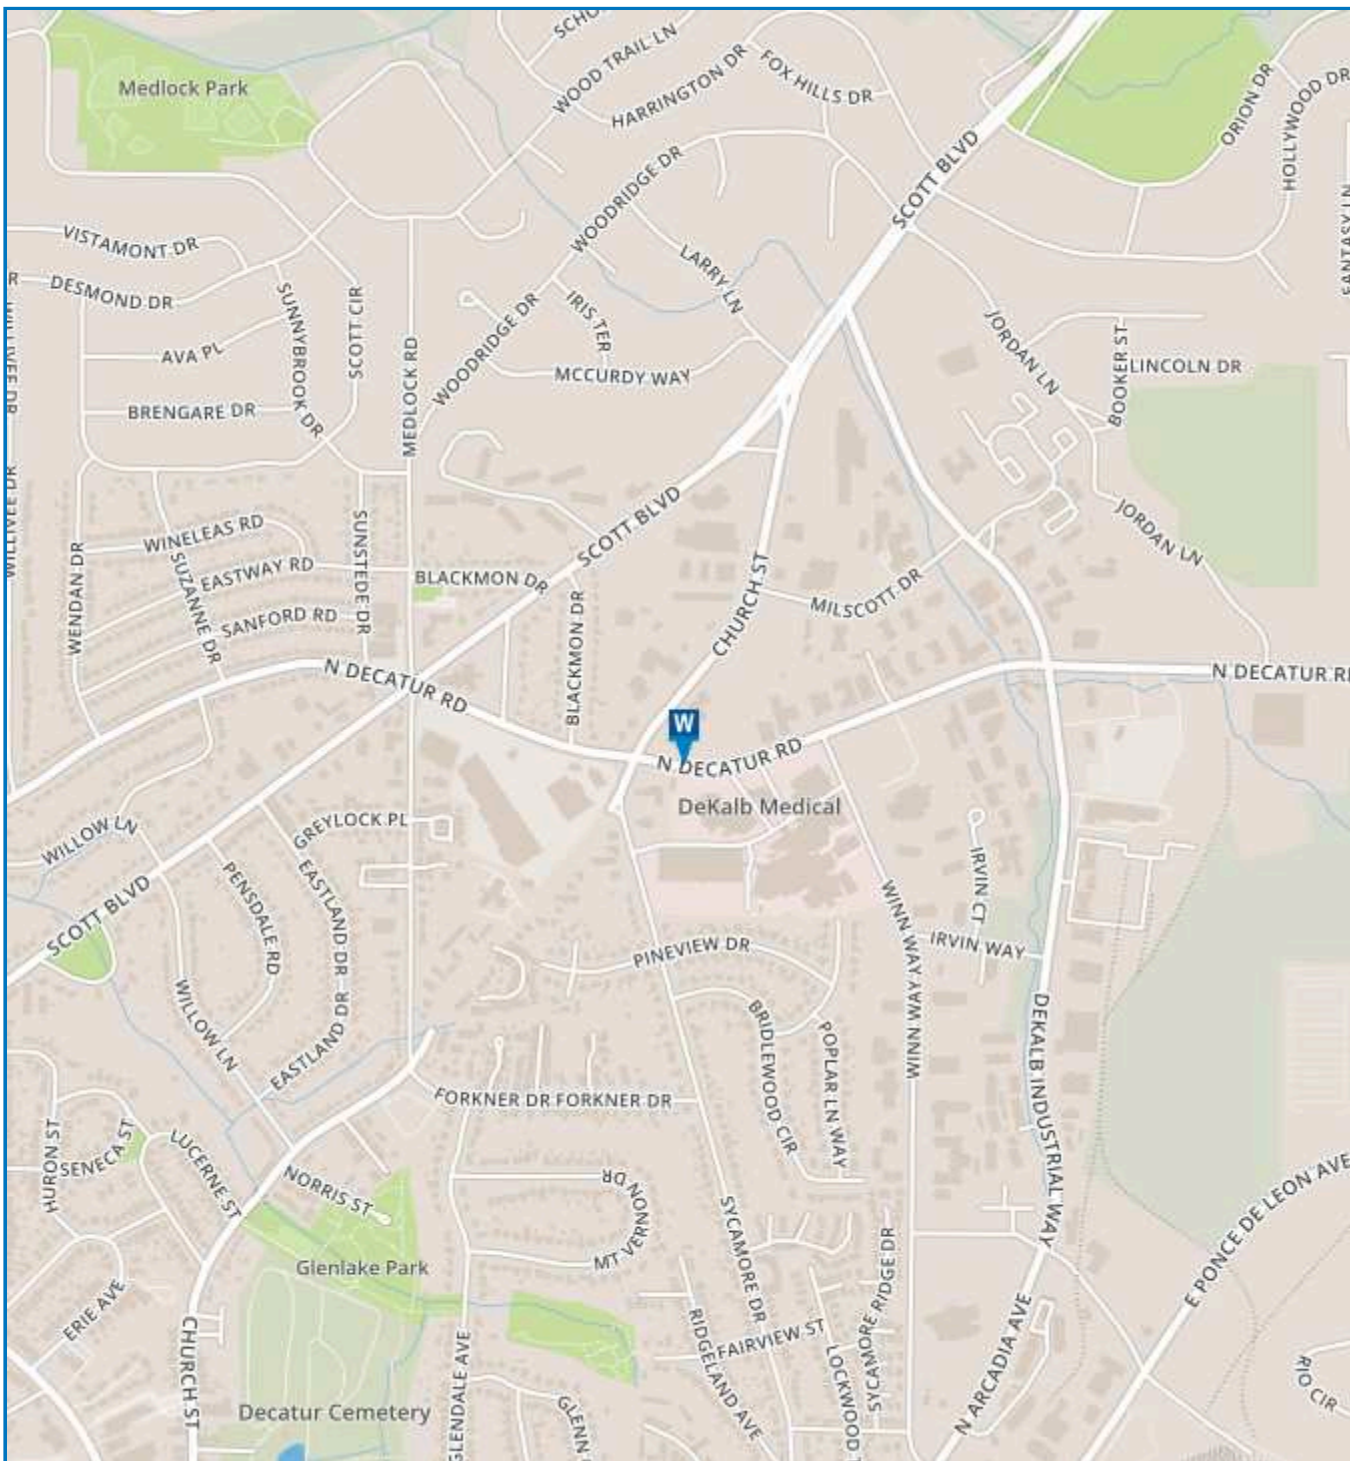 SCHO
WOOD TRAIL LN
HARRINGTON DR
FOX HILLS DR
Medlock Park
ORION DR
HOLLYWOOD DR
SCOTT BLVD
WOODRIDGE DR
FANTASY LN
VISTAMONT DR
LARRY LN
R
DESMOND DR
SUNNYBROOK DR
SCOTT CIR
IRIS TER
WOODRIDGE DR
JORDAN LN
BOOKER ST
LINCOLN DR
AVA PL
MEDLOCK RD
MCCURDY WAY
BRENGARE DR
SCOTT BLVD
JORDAN LN
WINELEAS RD
SUNSTEDE DR
EASTWAY RD
SUZANNE DR
WENDAN DR
BLACKMON DR
CHURCH ST
MILSCOTT DR
SANFORD RD
BLACKMON DR
N DECATUR RD
N DECATUR RD
W
N DECATUR RD
DeKalb Medical
GREYLOCK PL
WILLOW LN
PENSDALE RD
EASTLAND DR
IRVIN CT
WINN WAY
WINN WAY
SCOTT BLVD
PINEVIEW DR
IRVIN WAY
WILLOW LN
EASTLAND DR
BRIDLEWOOD CIR
POPLAR LN WAY
DEKALB INDUSTRIAL WAY
FORKNER DR
FORKNER DR
HURON ST
SENECA ST
LUCERNE ST
NORRIS ST
MT VERNON DR
SYCAMORE DR
E PONCE DE LEON AVE
Glenlake Park
SYCAMORE RIDGE DR
ERIE AVE
CHURCH ST
GLENDALE AVE
RIDGELAND AVE
FAIRVIEW ST
LOCKWOOD
N ARCADIA AVE
RIO CIR
Decatur Cemetery
GLENN